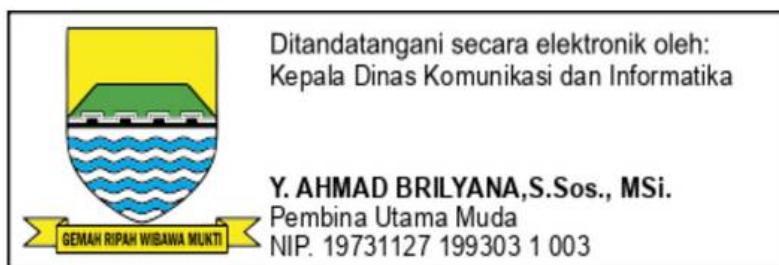 Ditandatangani secara elektronik oleh:
Kepala Dinas Komunikasi dan Informatika
Y. AHMAD BRILYANA,S.Sos., MSi.
Pembina Utama Muda
NIP. 19731127 199303 1 003
GEMAH RIPAH WIBAWA MUKTI